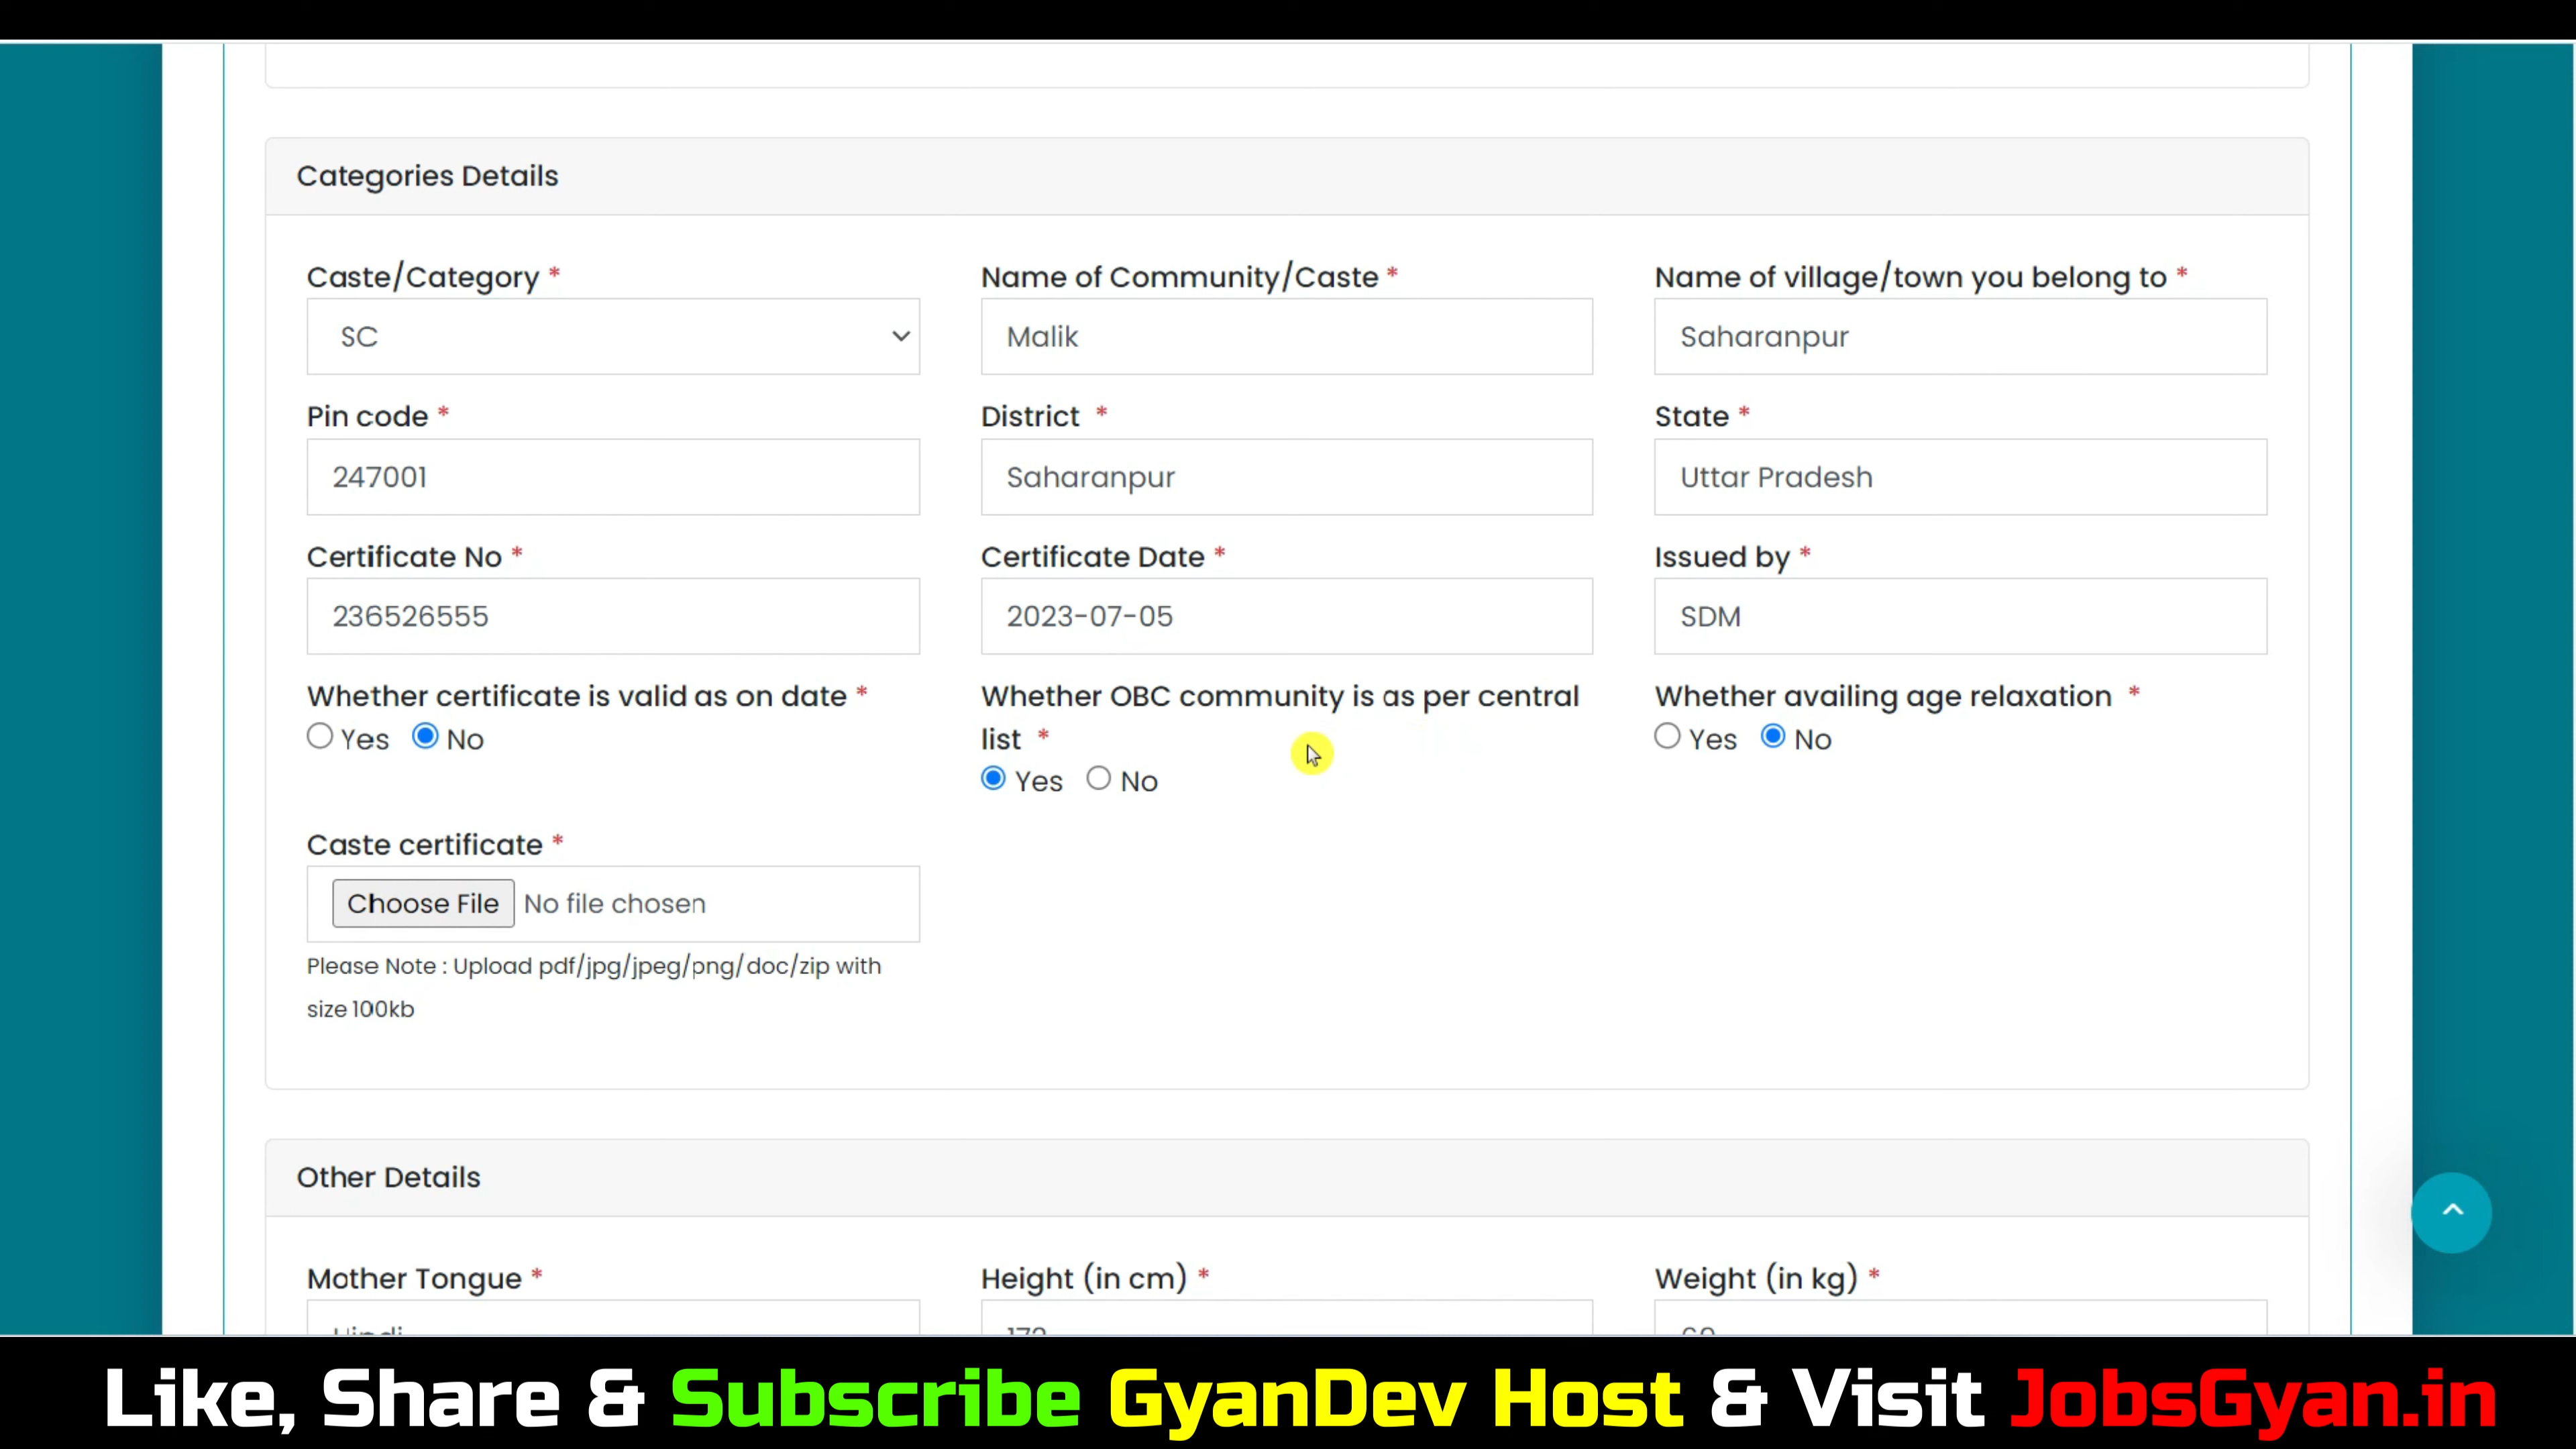 Categories Details
Caste/Category *
Name of Community/Caste *
Name of village/town you belong to *
SC
Malik
Saharanpur
Pin code *
District *
State *
247001
Saharanpur
Uttar Pradesh
Certificate No *
Certificate Date *
Issued by *
236526555
2023-07-05
SDM
Whether certificate is valid as on date *
Yes No
Whether OBC community is as per central
list *
Yes No
Whether availing age relaxation *
Yes No
Caste certificate *
Choose File No file chosen
Please Note : Upload pdf/jpg/jpeg/png/doc/zip with
size 100kb
Other Details
Mother Tongue *
Height (in cm) *
Weight (in kg) *
Hindi
Like, Share & Subscribe GyanDev Host & Visit JobsGyan.in